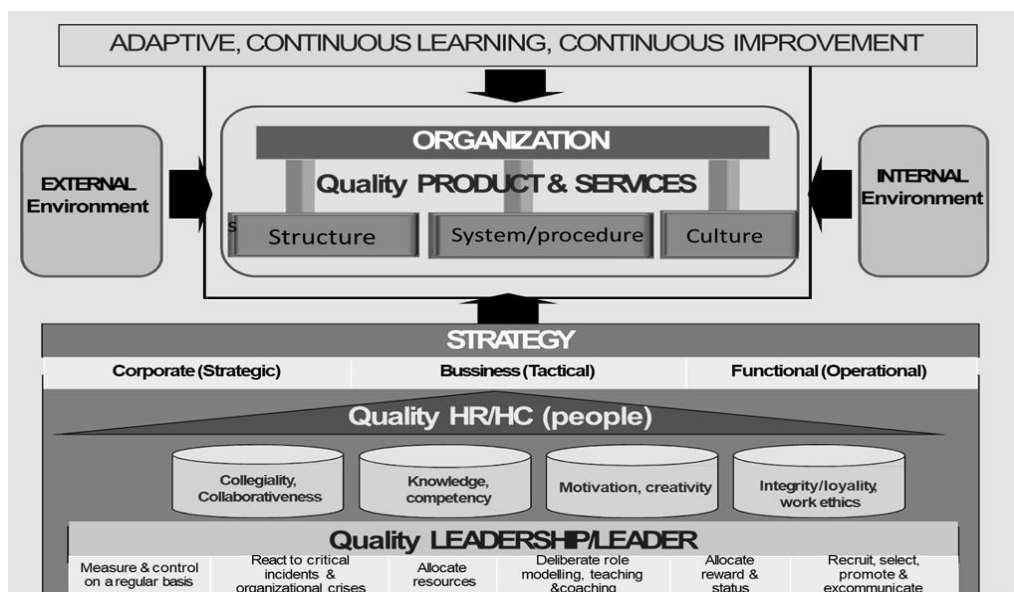 ADAPTIVE, CONTINUOUS LEARNING, CONTINUOUS IMPROVEMENT
ORGANIZATION
Quality PRODUCT & SERVICES
EXTERNAL
Environment
INTERNAL
Environment
s
Structure
System/procedure
Culture
STRATEGY
Corporate (Strategic)
Bussiness (Tactical)
Functional (Operational)
Quality HR/HC (people)
Collegiality,
Collaborativeness
Knowledge,
competency
Motivation, creativity
Integrity/loyality,
work ethics
Quality LEADERSHIP/LEADER
Measure & control
on a regular basis
React to critical
incidents &
organizational crises
Allocate
resources
Deliberate role
modelling, teaching
&coaching
Allocate
reward &
status
Recruit, select,
promote &
excommunicate